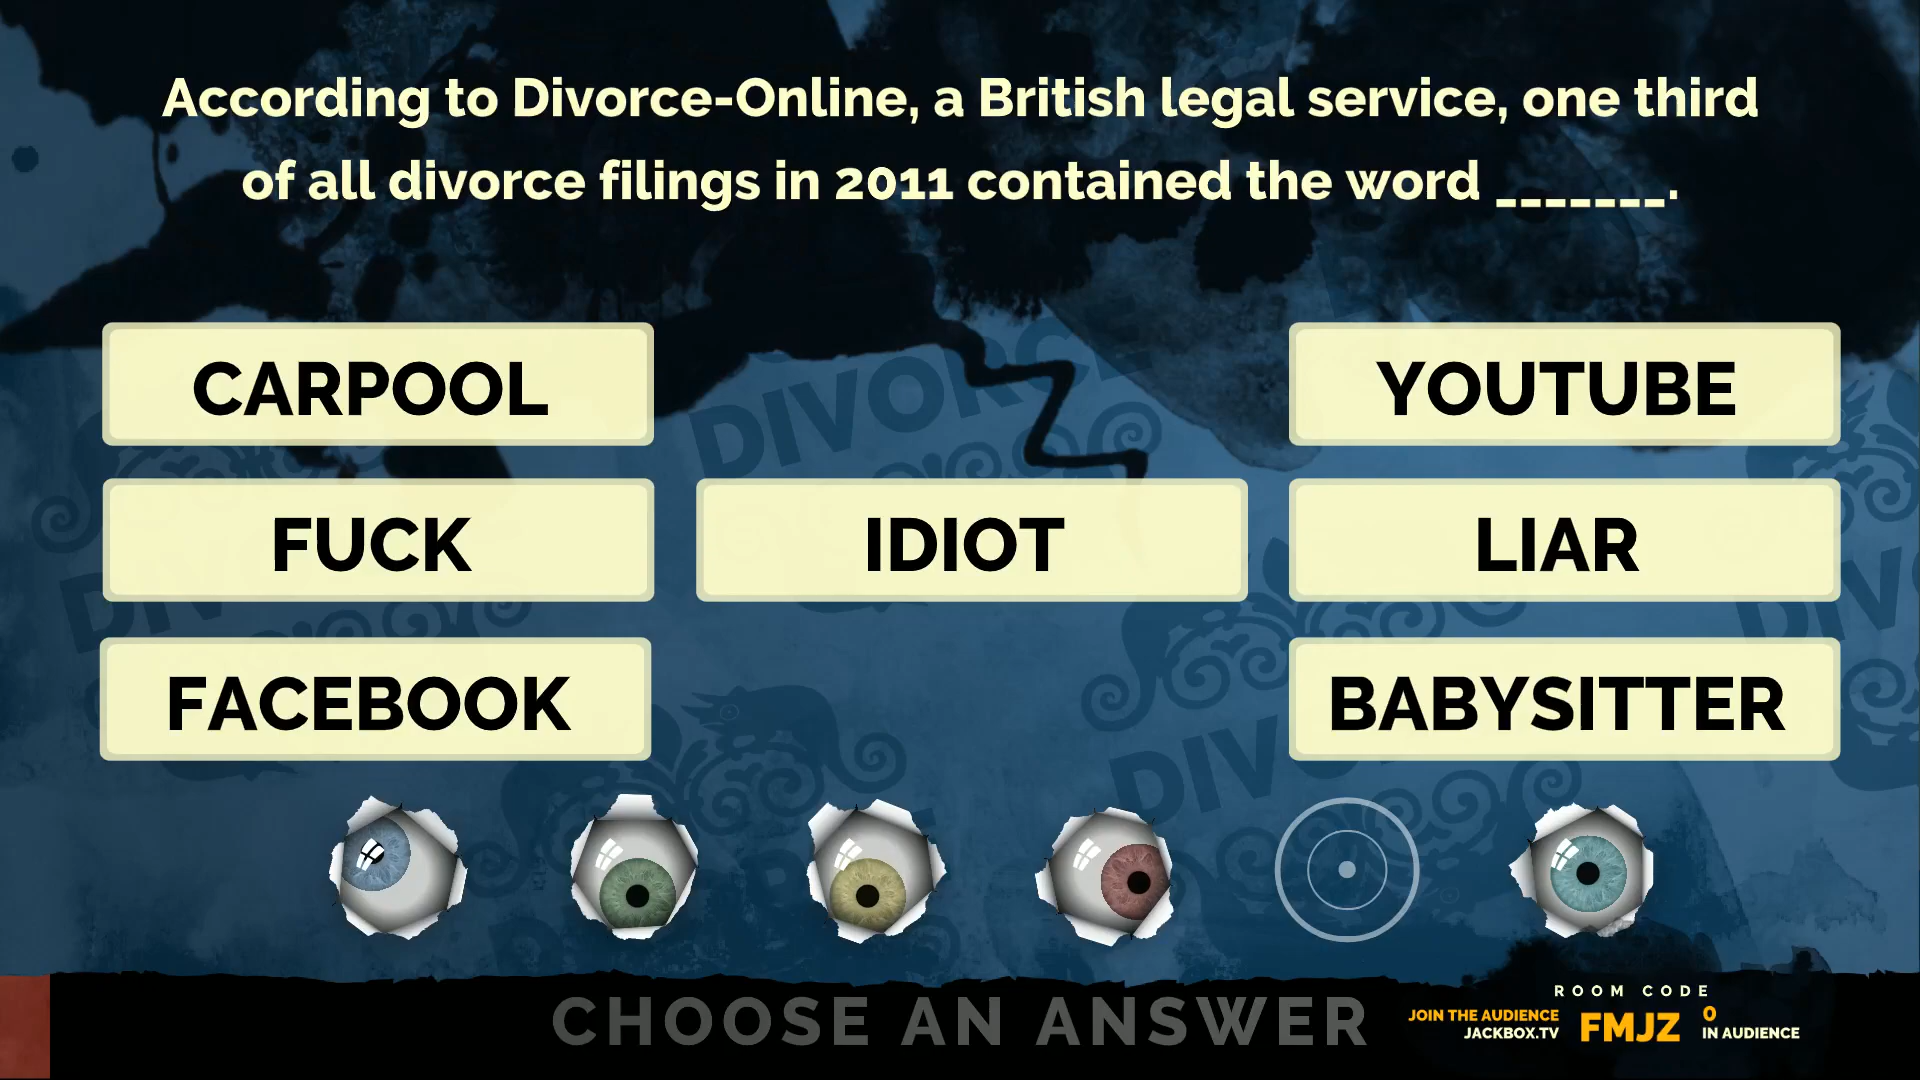 According to Divorce-Online, a British legal service, one third
of all divorce filings in 2011 contained the word _______.
CARPOOL
YOUTUBE
FUCK
IDIOT
LIAR
FACEBOOK
BABYSITTER
DIVORCE
CHOOSE AN ANSWER
ROOM CODE
JOIN THE AUDIENCE
JACKBOX.TV
FMJZ
0
IN AUDIENCE